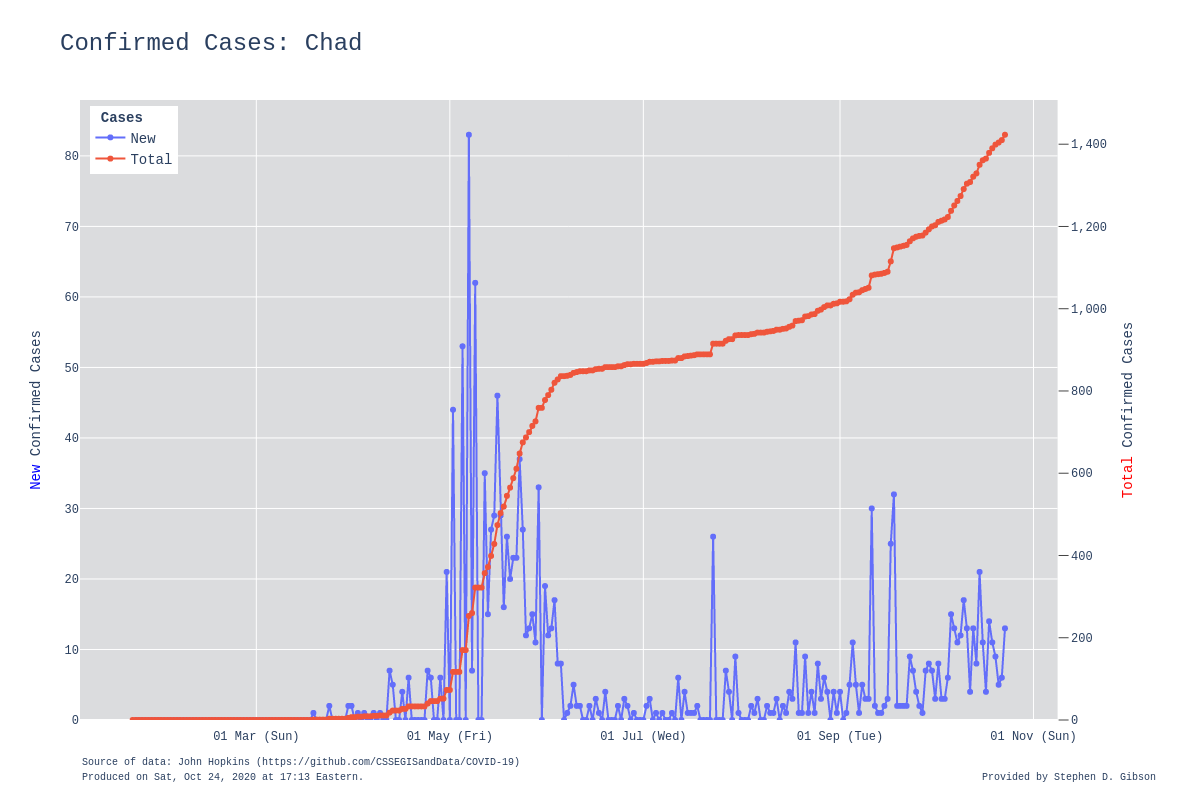 Confirmed Cases: Chad
Cases
New
Total
80
70
60
50
40
30
20
10
0
New Confirmed Cases
1,400
1,200
1,000
800
600
400
200
0
Total Confirmed Cases
01 Mar (Sun) 01 May (Fri) 01 Jul (Wed) 01 Sep (Tue) 01 Nov (Sun)
Source of data: John Hopkins (https://github.com/CSSEGISandData/COVID-19)
Produced on Sat, Oct 24, 2020 at 17:13 Eastern.
Provided by Stephen D. Gibson